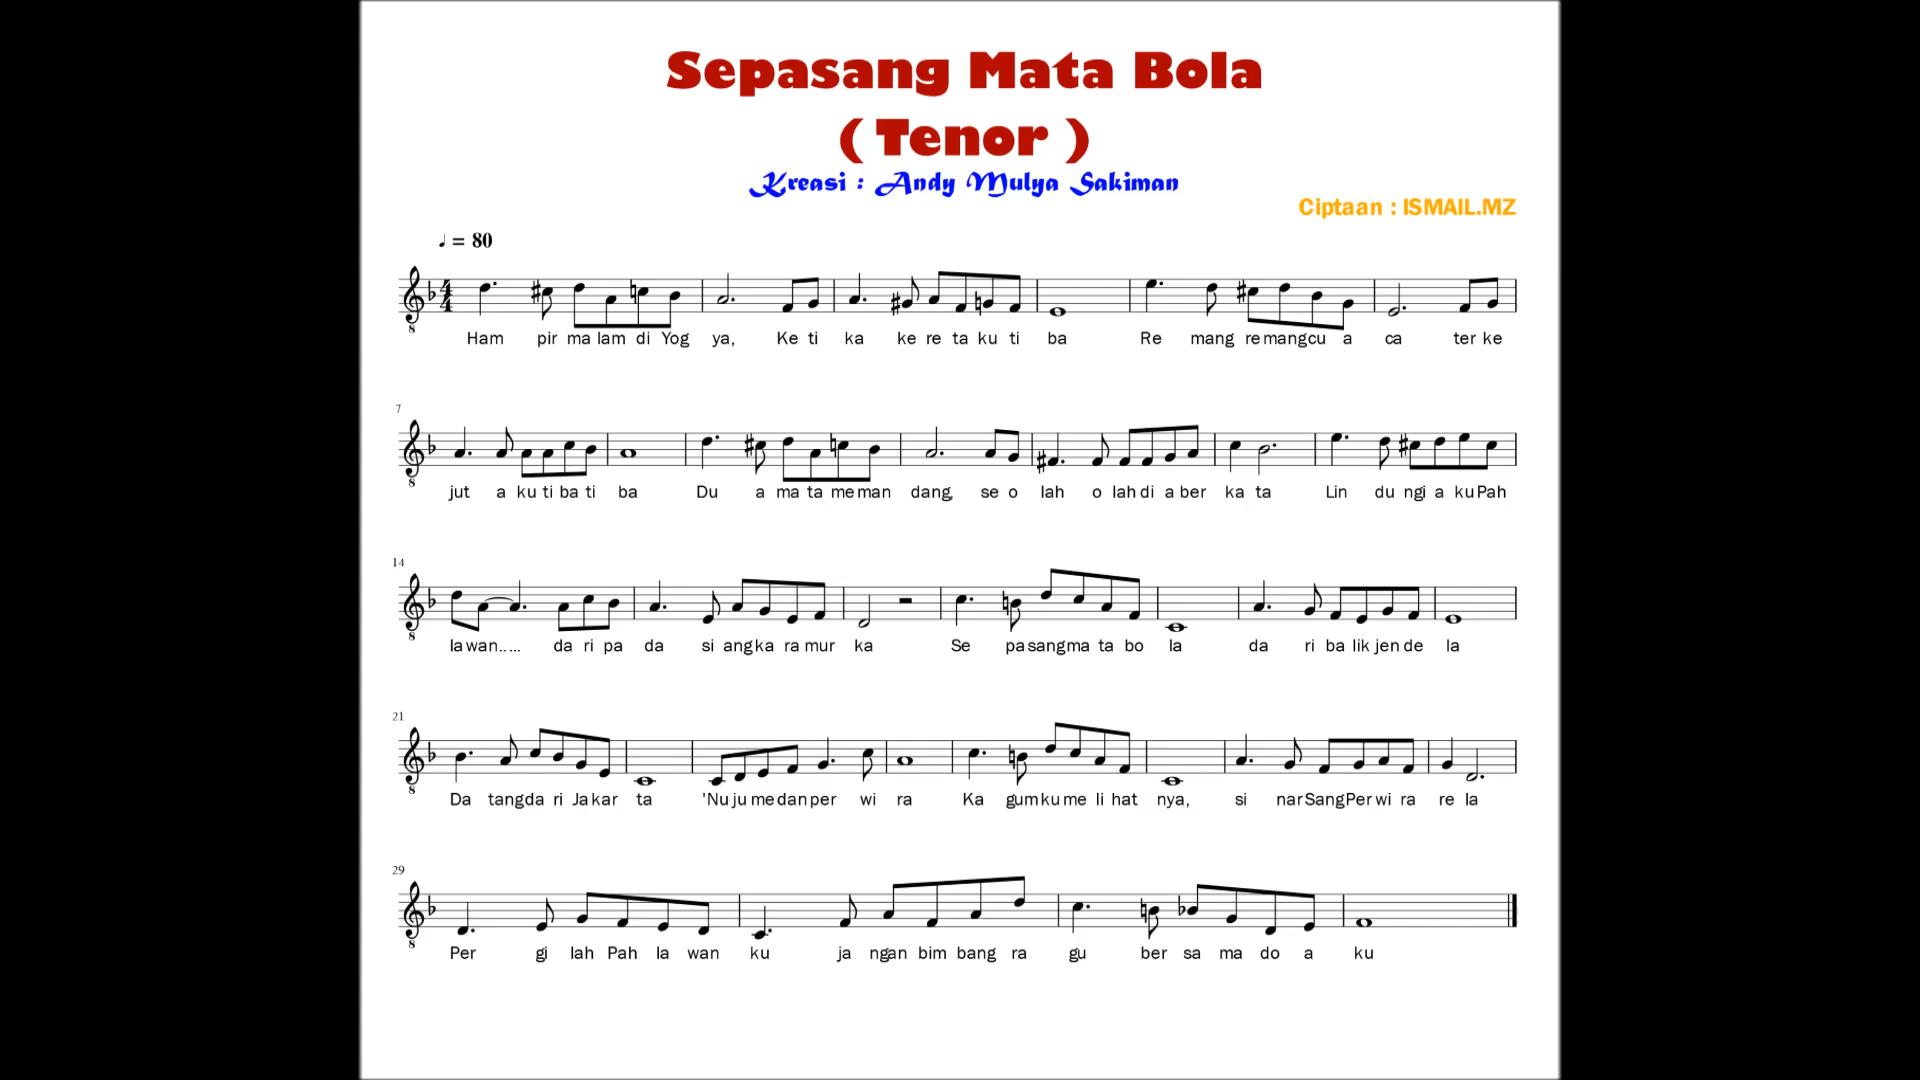 Sepasang Mata Bola
( Tenor )
Kreasi : Andy Mulya Sakiman
Ciptaan : ISMAIL.MZ
♩ = 80
Ham pir ma lam di Yog ya, Ke ti ka ke re ta ku ti ba Re mang re mang cu a ca ter ke
7
jut a ku ti ba ti ba Du a ma ta me man dang, se o lah o lah di a ber ka ta Lin du ngi a ku Pah
14
la wan..... da ri pa da si ang ka ra mur ka Se pa sang ma ta bo la da ri ba lik jen de la
21
Da tang da ri Ja kar ta 'Nu ju me dan per wi ra Ka gum ku me li hat nya, si nar Sang Per wi ra re la
29
Per gi lah Pah la wan ku ja ngan bim bang ra gu ber sa ma do a ku